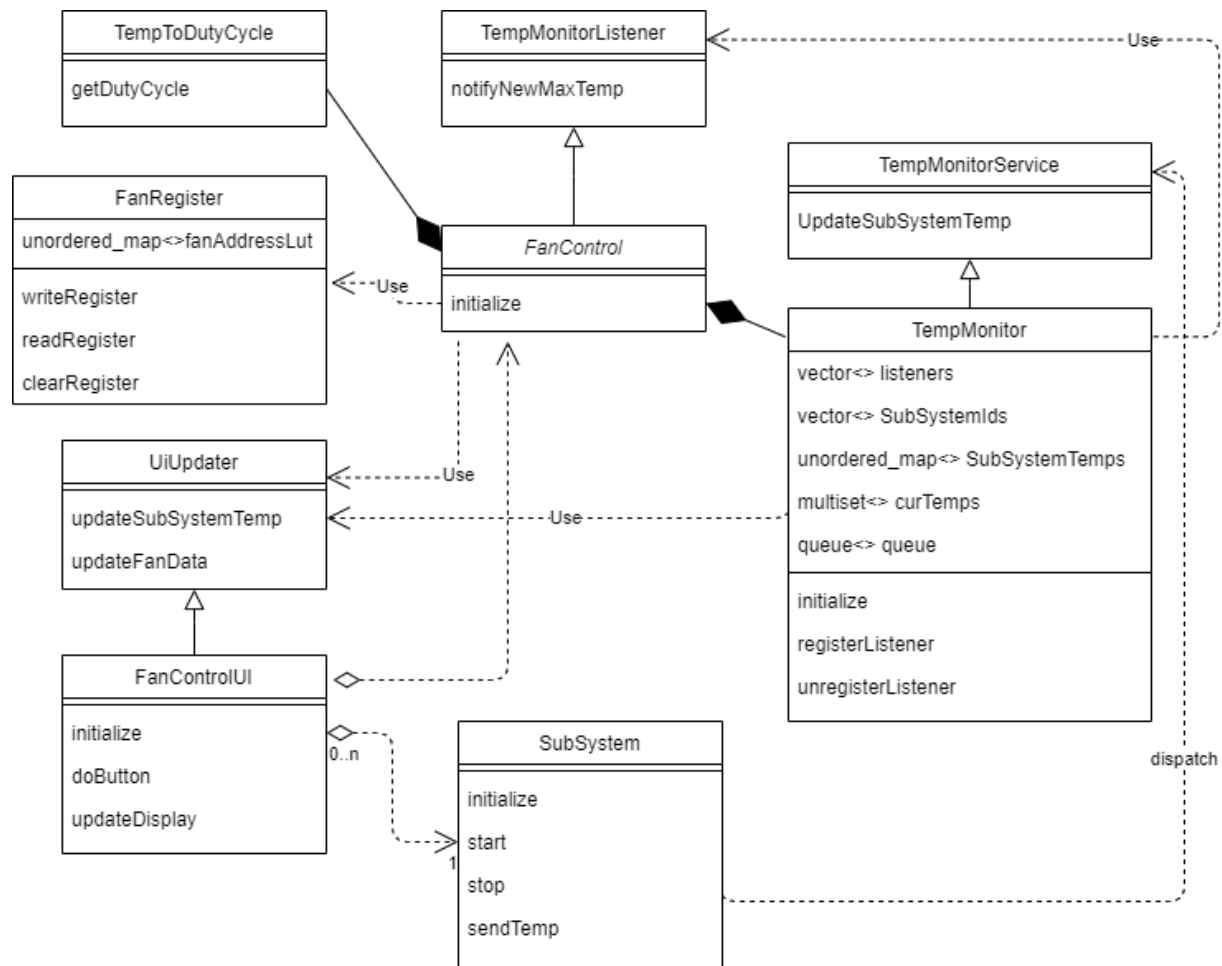 TempToDutyCycle
getDutyCycle
TempMonitorListener
notifyNewMaxTemp
Use
TempMonitorService
UpdateSubSystemTemp
FanRegister
unordered_map<>fanAddressLut
writeRegister
readRegister
clearRegister
Use
FanControl
initialize
TempMonitor
vector<> listeners
vector<> SubSystemIds
unordered_map<> SubSystemTemps
multiset<> curTemps
queue<> queue
initialize
registerListener
unregisterListener
UiUpdater
updateSubSystemTemp
updateFanData
Use
Use
FanControlUI
initialize
doButton
updateDisplay
0..n
1
SubSystem
initialize
start
stop
sendTemp
dispatch